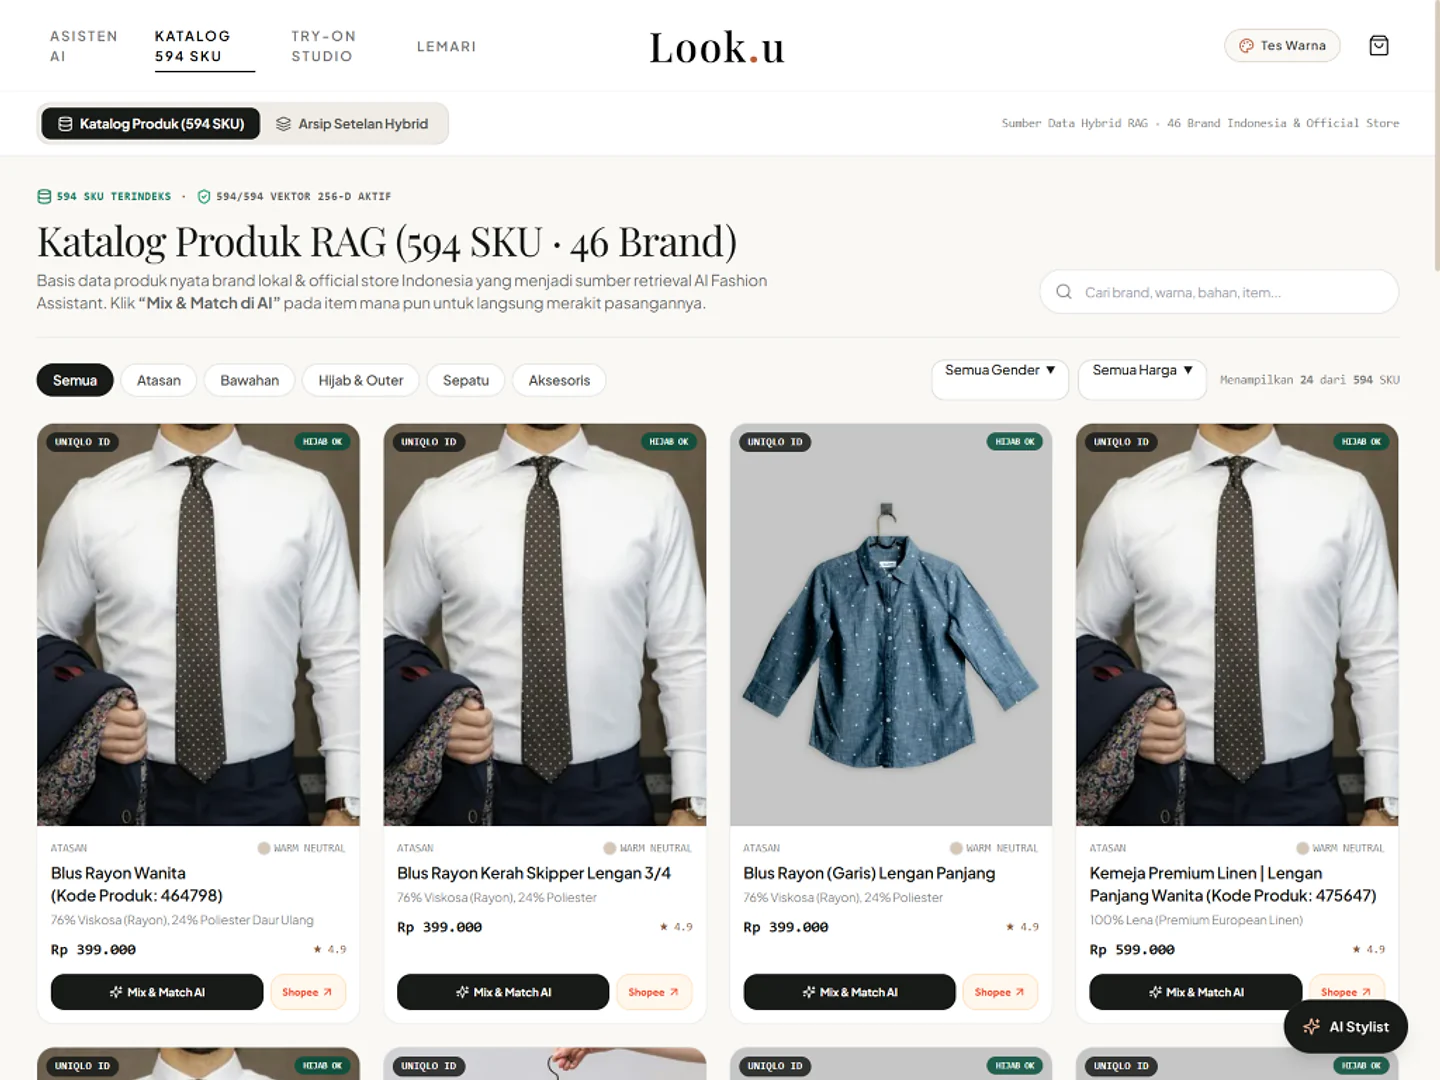 ASISTEN
AI
KATALOG
594 SKU
TRY-ON
STUDIO
LEMARI
Look.u
Tes Warna
Katalog Produk (594 SKU)
Arsip Setelan Hybrid
Sumber Data Hybrid RAG · 46 Brand Indonesia & Official Store
594 SKU TERINDEKS · 594/594 VEKTOR 256-D AKTIF
Katalog Produk RAG (594 SKU · 46 Brand)
Basis data produk nyata brand lokal & official store Indonesia yang menjadi sumber retrieval AI Fashion
Assistant. Klik “Mix & Match di AI” pada item mana pun untuk langsung merakit pasangannya.
Cari brand, warna, bahan, item...
Semua
Atasan
Bawahan
Hijab & Outer
Sepatu
Aksesoris
Semua Gender ▼
Semua Harga ▼
Menampilkan 24 dari 594 SKU
UNIQLO ID
HIJAB OK
UNIQLO ID
HIJAB OK
UNIQLO ID
HIJAB OK
UNIQLO ID
HIJAB OK
ATASAN
WARM NEUTRAL
Blus Rayon Wanita
(Kode Produk: 464798)
76% Viskosa (Rayon), 24% Poliester Daur Ulang
Rp 399.000
★ 4.9
Mix & Match AI
Shopee ↗
ATASAN
WARM NEUTRAL
Blus Rayon Kerah Skipper Lengan 3/4
76% Viskosa (Rayon), 24% Poliester
Rp 399.000
★ 4.9
Mix & Match AI
Shopee ↗
ATASAN
WARM NEUTRAL
Blus Rayon (Garis) Lengan Panjang
76% Viskosa (Rayon), 24% Poliester
Rp 399.000
★ 4.9
Mix & Match AI
Shopee ↗
ATASAN
WARM NEUTRAL
Kemeja Premium Linen | Lengan
Panjang Wanita (Kode Produk: 475647)
100% Lena (Premium European Linen)
Rp 599.000
★ 4.9
Mix & Match AI
Shopee ↗
AI Stylist
UNIQLO ID
HIJAB OK
UNIQLO ID
UNIQLO ID
HIJAB OK
UNIQLO ID
HIJAB OK